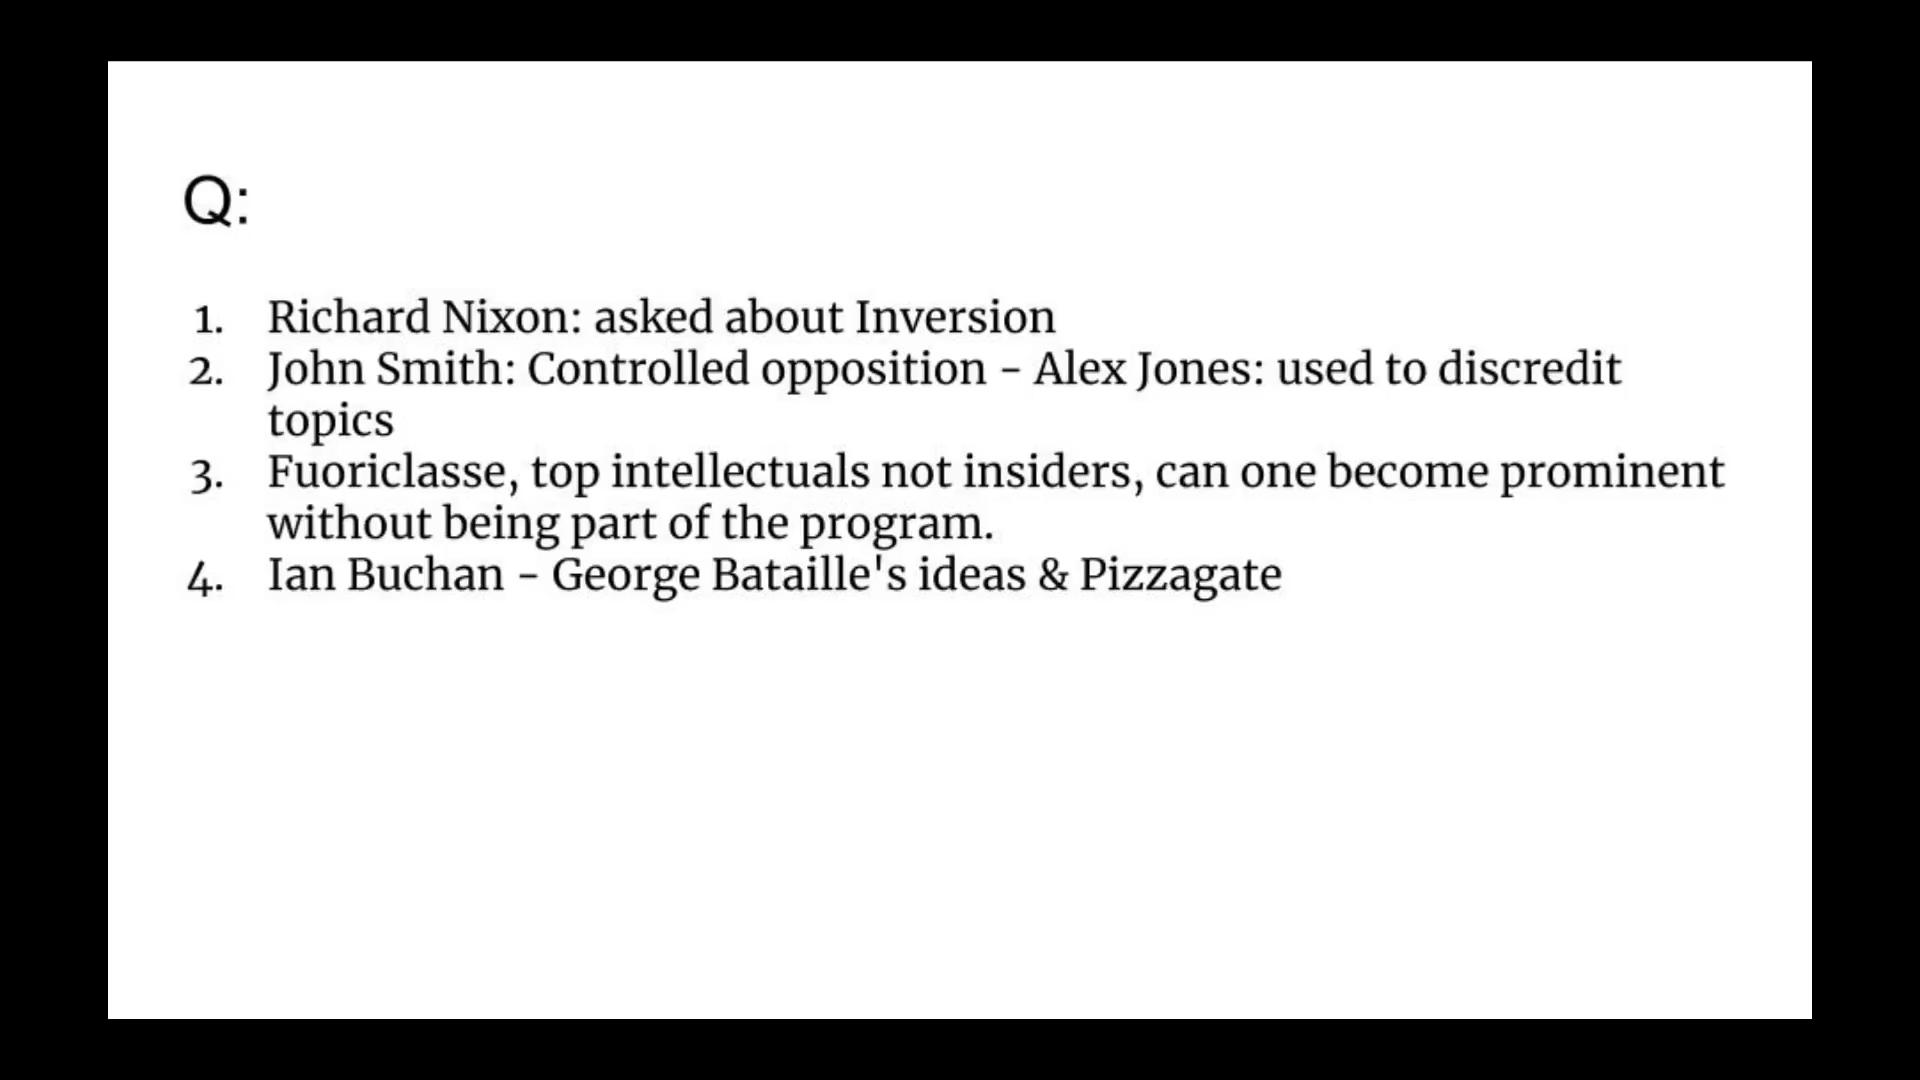 Q:
1. Richard Nixon: asked about Inversion
2. John Smith: Controlled opposition - Alex Jones: used to discredit
topics
3. Fuoriclasse, top intellectuals not insiders, can one become prominent
without being part of the program.
4. Ian Buchan - George Bataille's ideas & Pizzagate